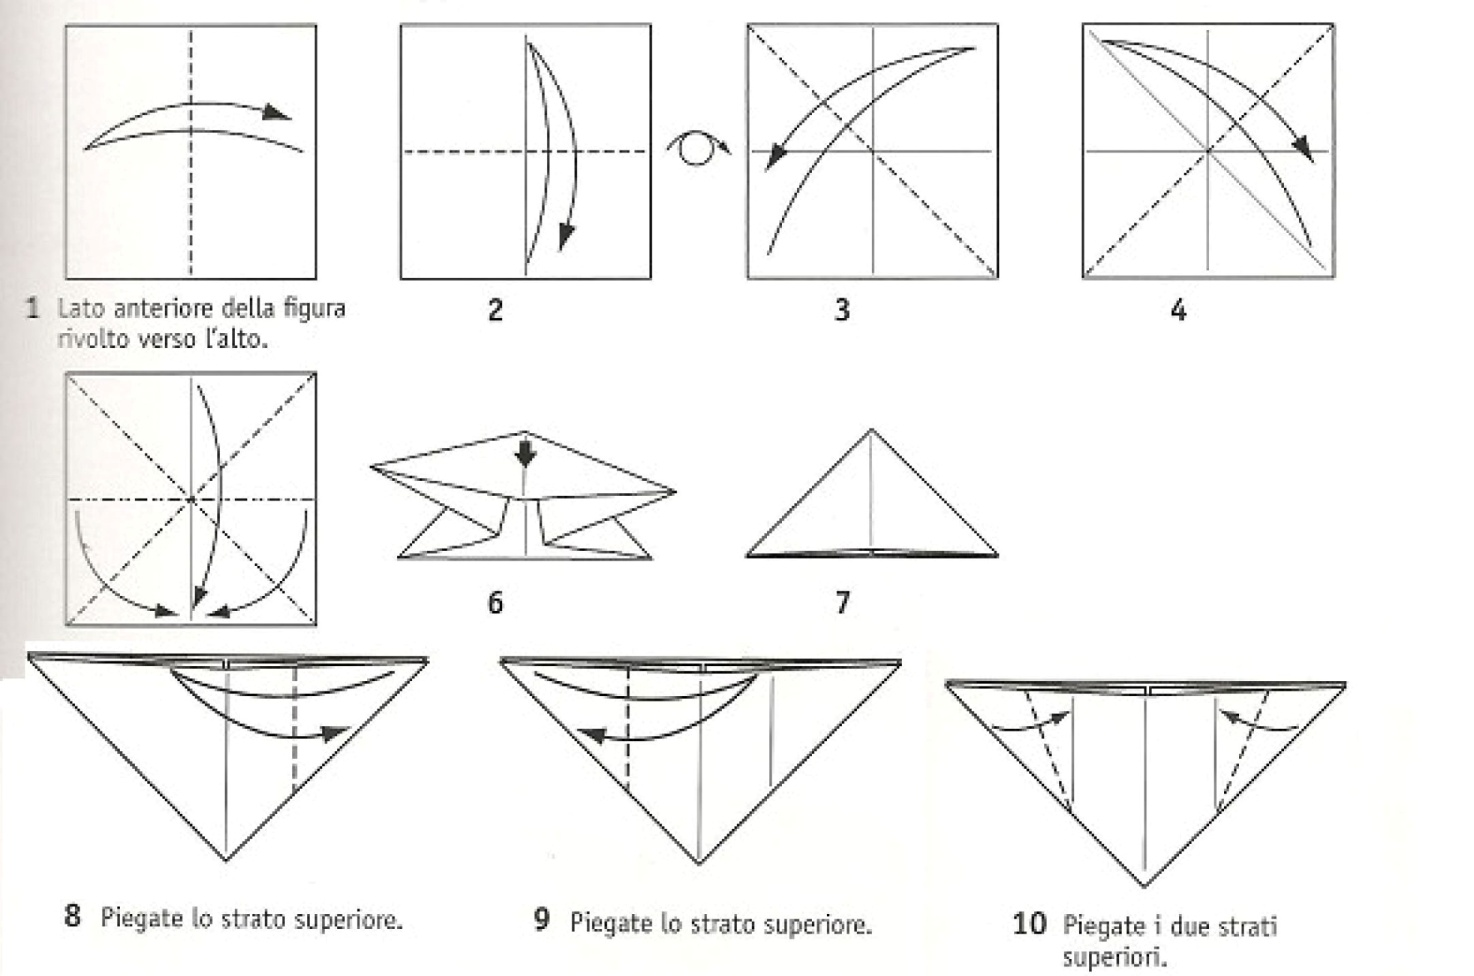 1 Lato anteriore della figura
rivolto verso l'alto.
2
3
4
6
7
8 Piegate lo strato superiore.
9 Piegate lo strato superiore.
10 Piegate i due strati
superiori.